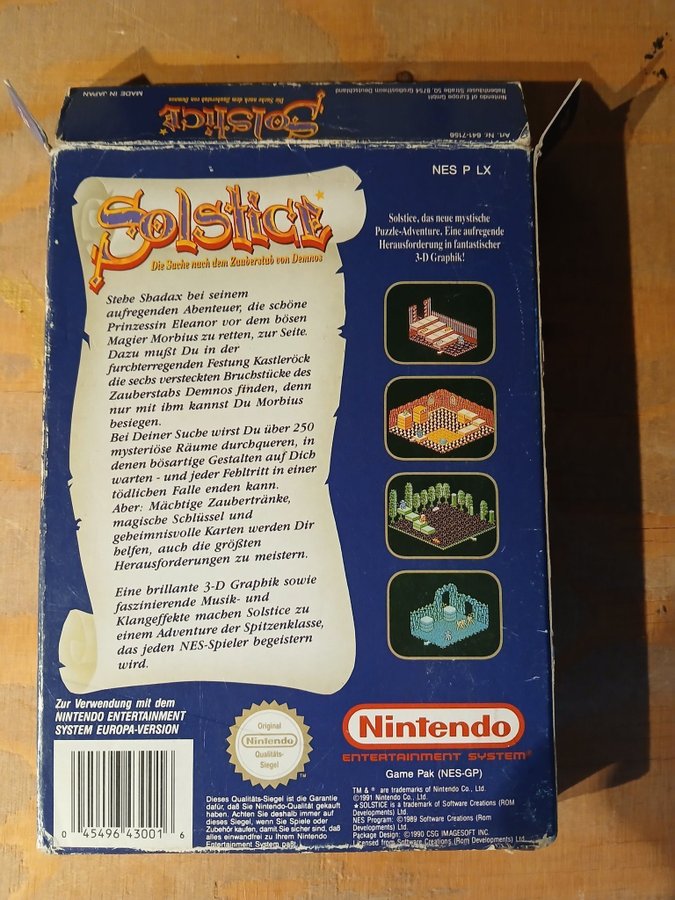 Nintendo of Europe GmbH
Babenhäuser Straße 50, 8754 Großostheim Deutschland
Art.-Nr. 641-7156
Solstice
Die Suche nach dem Zauberstab von Demnos
MADE IN JAPAN
NES P LX
Solstice
Die Suche nach dem Zauberstab von Demnos
Stehe Shadax bei seinem
aufregenden Abenteuer, die schöne
Prinzessin Eleanor vor dem bösen
Magier Morbius zu retten, zur Seite.
Dazu mußt Du in der
furchterregenden Festung Kastleröck
die sechs versteckten Bruchstücke des
Zauberstabs Demnos finden, denn
nur mit ihm kannst Du Morbius
besiegen.
Bei Deiner Suche wirst Du über 250
mysteriöse Räume durchqueren, in
denen bösartige Gestalten auf Dich
warten - und jeder Fehltritt in einer
tödlichen Falle enden kann.
Aber: Mächtige Zaubertränke,
magische Schlüssel und
geheimnisvolle Karten werden Dir
helfen, auch die größten
Herausforderungen zu meistern.
Eine brillante 3-D Graphik sowie
faszinierende Musik- und
Klangeffekte machen Solstice zu
einem Adventure der Spitzenklasse,
das jeden NES-Spieler begeistern
wird.
Solstice, das neue mystische
Puzzle-Adventure. Eine aufregende
Herausforderung in fantastischer
3-D Graphik!
Zur Verwendung mit dem
NINTENDO ENTERTAINMENT
SYSTEM EUROPA-VERSION
0 45496 43001 6
Original
Nintendo
Qualitäts-
Siegel
TM
Dieses Qualitäts-Siegel ist die Garantie
dafür, daß Sie Nintendo-Qualität gekauft
haben. Achten Sie deshalb immer auf
dieses Siegel, wenn Sie Spiele oder
Zubehör kaufen, damit Sie sicher sind, daß
alles einwandfrei zu Ihrem Nintendo
Entertainment System paßt.
Nintendo
ENTERTAINMENT SYSTEM®
Game Pak (NES-GP)
TM & ® are trademarks of Nintendo Co., Ltd.
©1991 Nintendo Co., Ltd.
★SOLSTICE is a trademark of Software Creations (ROM
Developments) Ltd.
NES Program: ©1989 Software Creations (Rom
Developments) Ltd.
Package Design: ©1990 CSG IMAGESOFT INC.
Licensed from Software Creations (Rom Developments) Ltd.